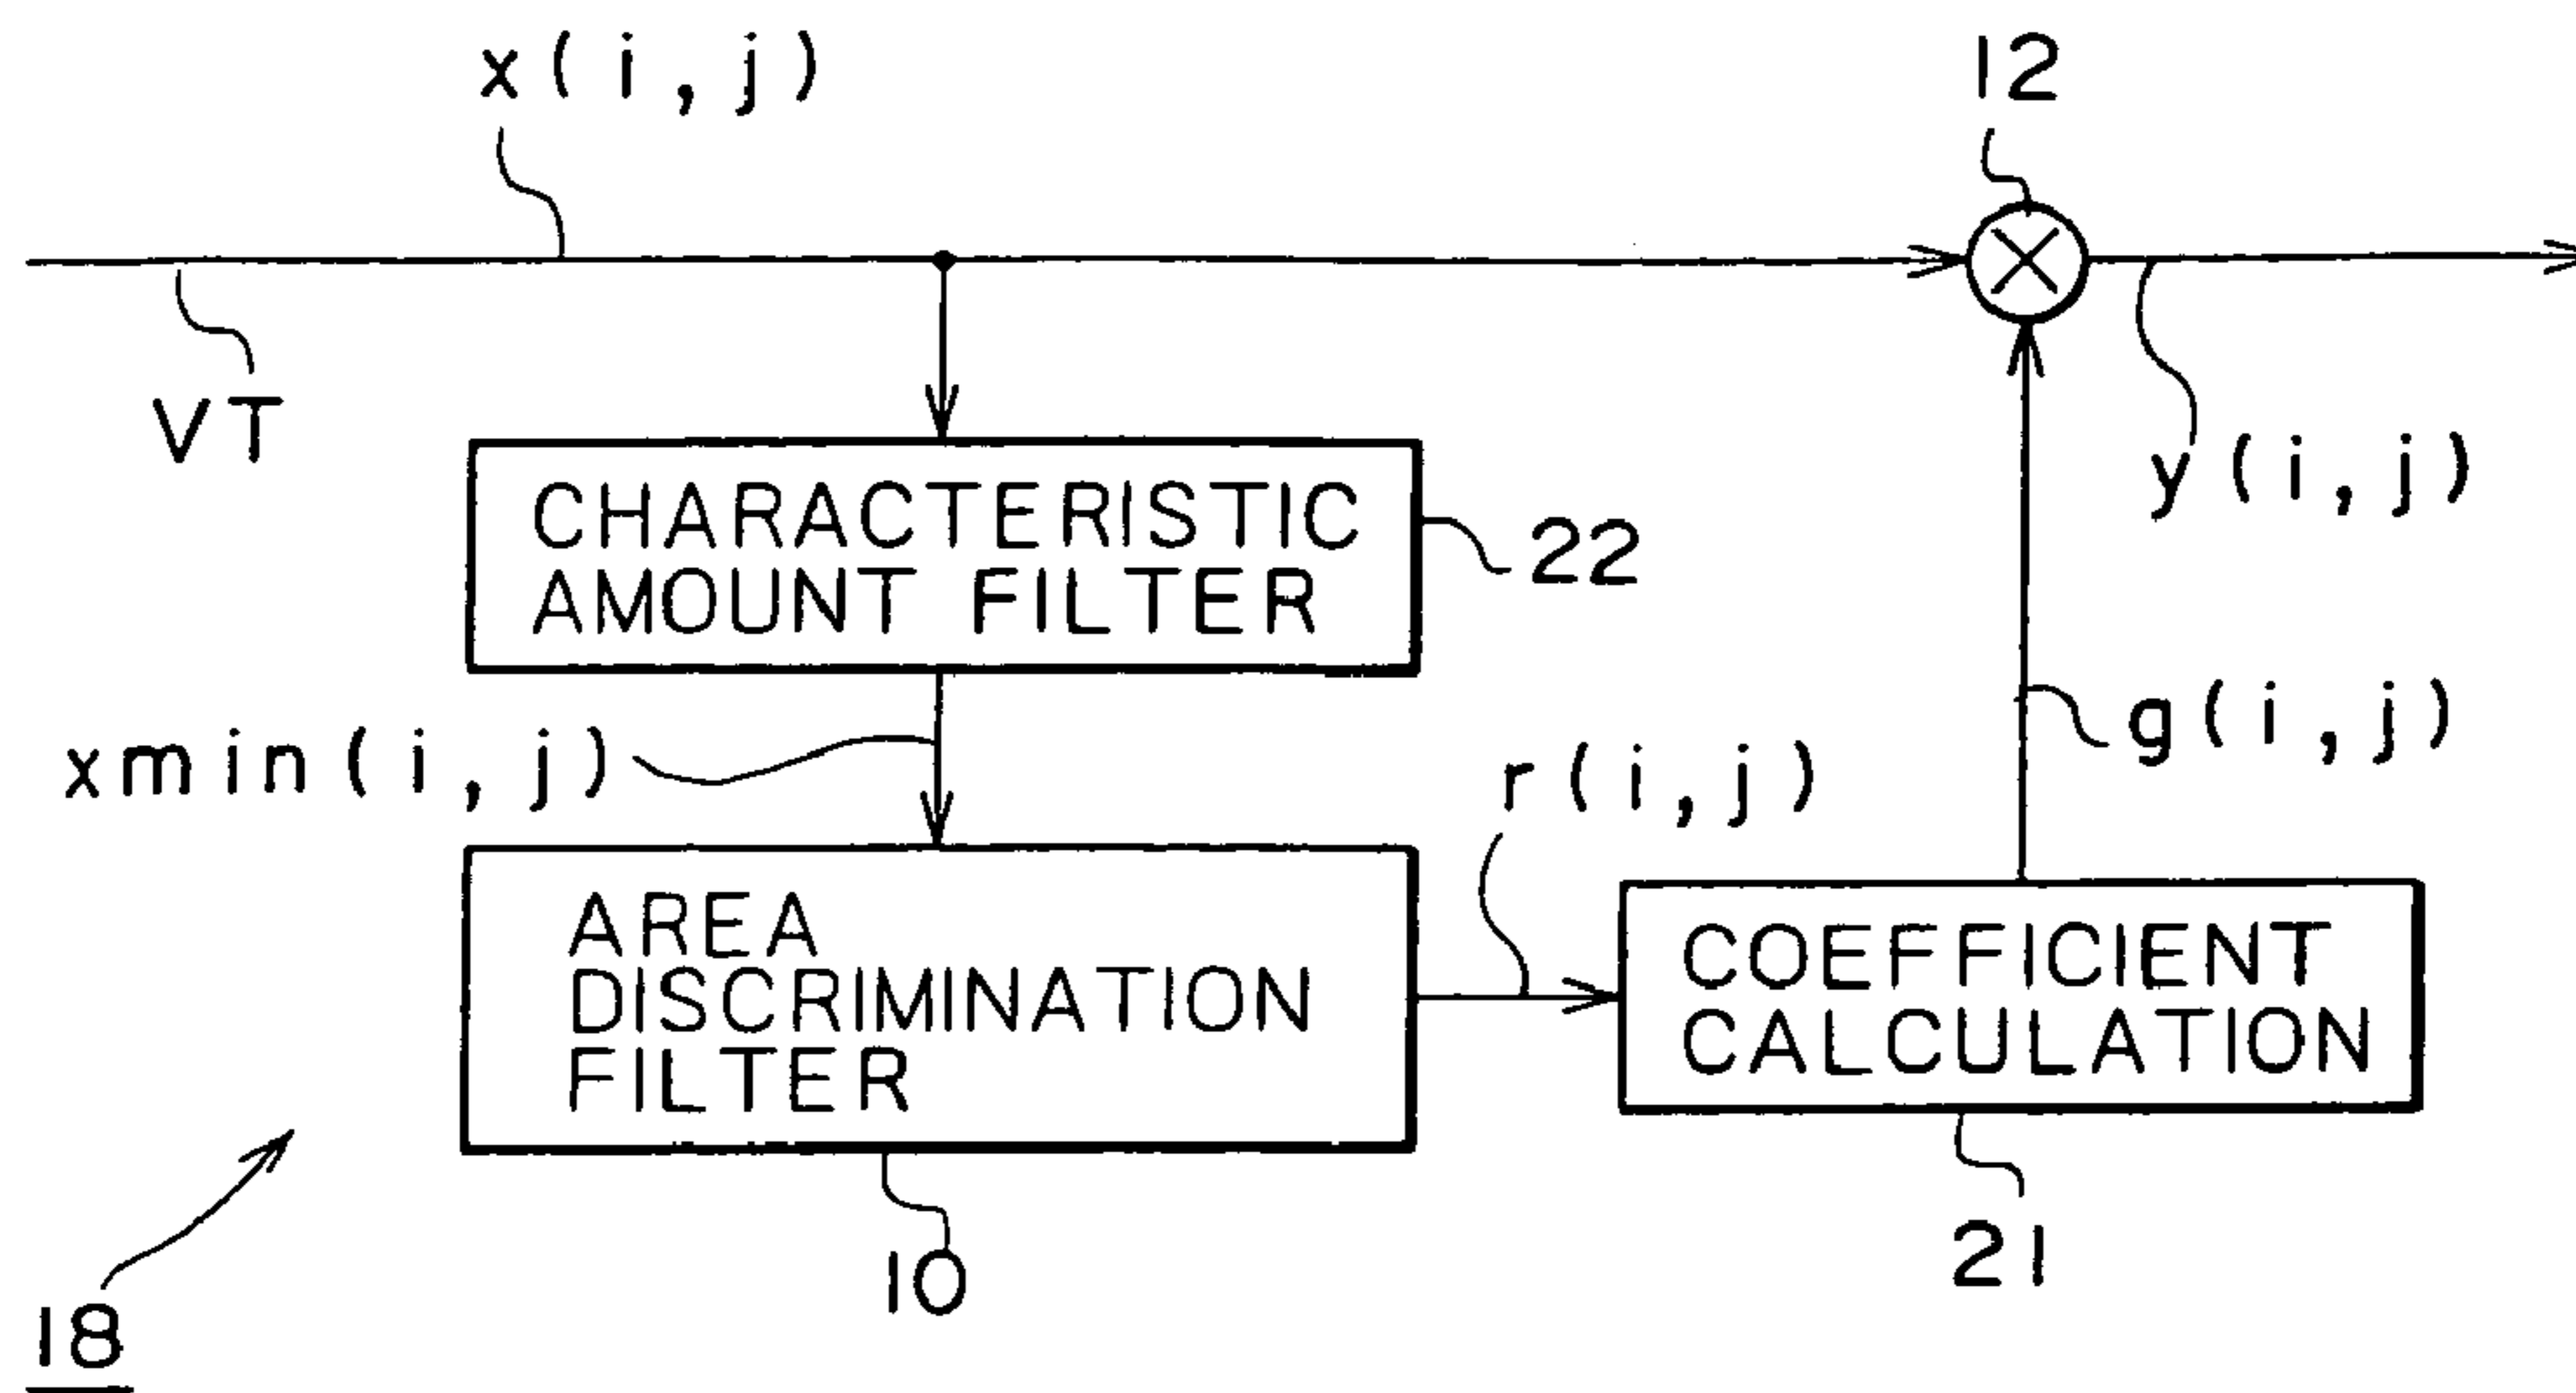 x(i,j)
12
VT
CHARACTERISTIC
AMOUNT FILTER
22
y(i,j)
xmin(i,j)
r(i,j)
g(i,j)
AREA
DISCRIMINATION
FILTER
COEFFICIENT
CALCULATION
10
21
18